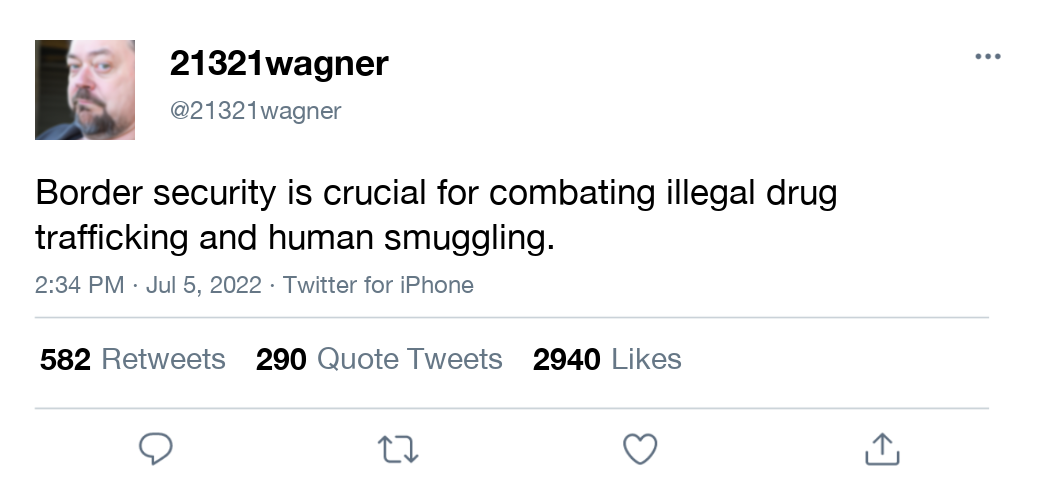 21321wagner
@21321wagner
Border security is crucial for combating illegal drug
trafficking and human smuggling.
2:34 PM · Jul 5, 2022 · Twitter for iPhone
582 Retweets 290 Quote Tweets 2940 Likes